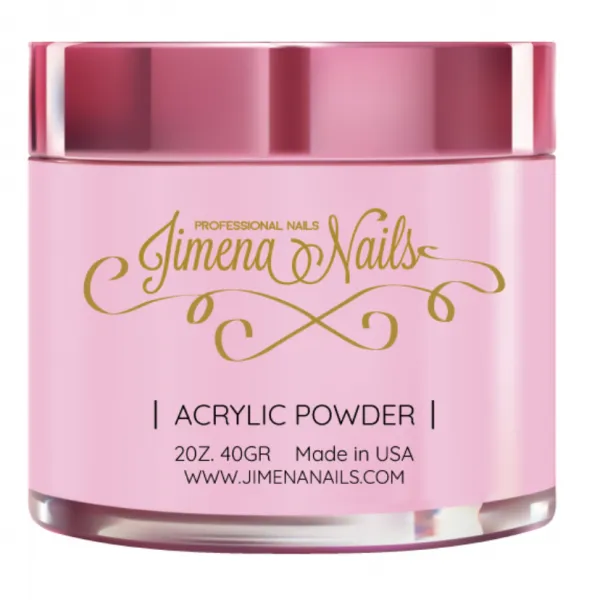 PROFESSIONAL NAILS
Jimena Nails
| ACRYLIC POWDER |
2OZ. 40GR Made in USA
WWW.JIMENANAILS.COM